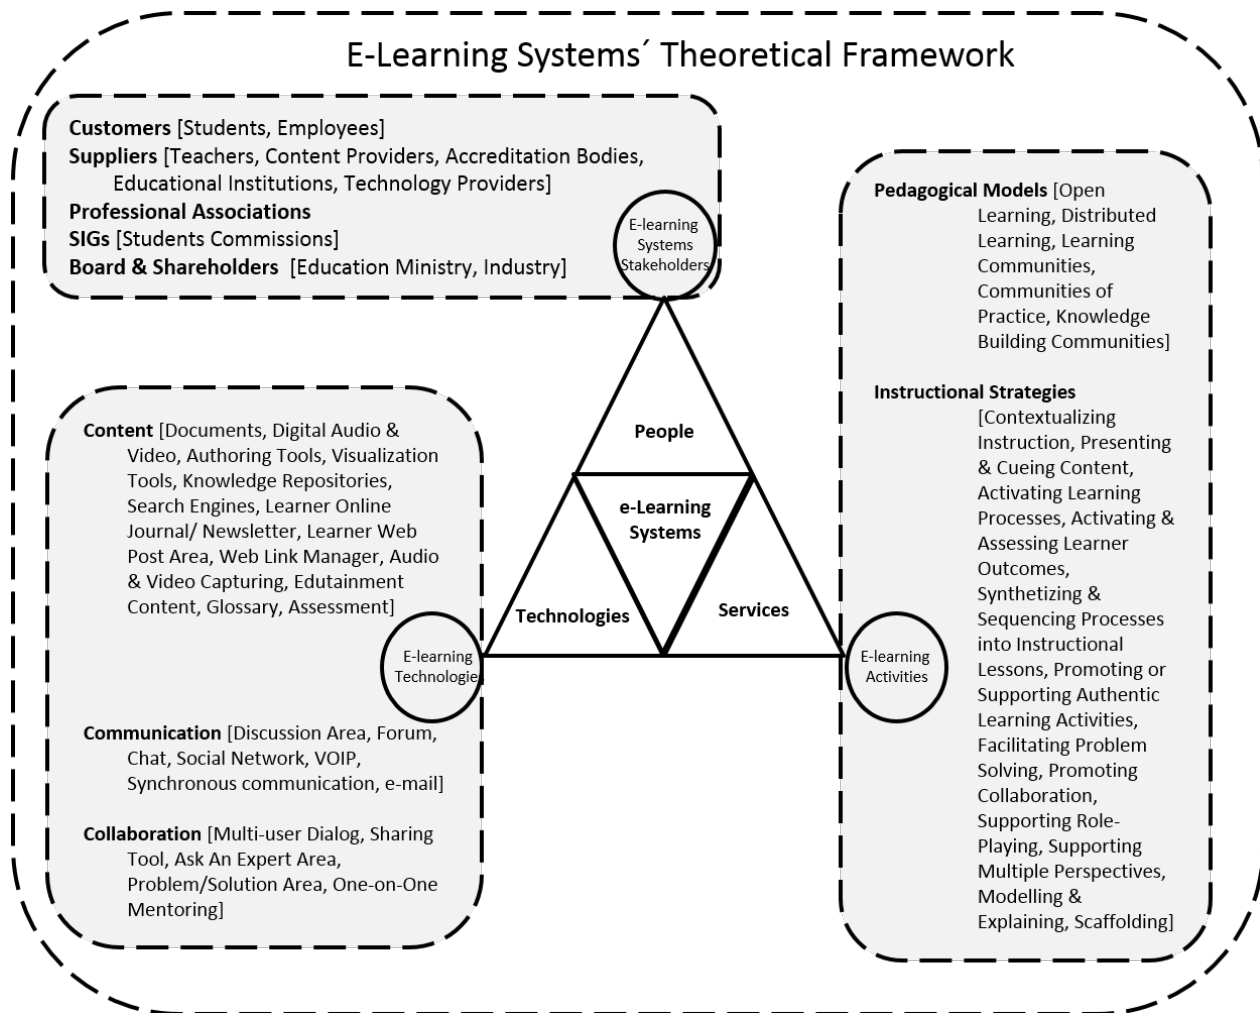 E-Learning Systems´ Theoretical Framework
Customers [Students, Employees]
Suppliers [Teachers, Content Providers, Accreditation Bodies,
Educational Institutions, Technology Providers]
Professional Associations
SIGs [Students Commissions]
Board & Shareholders [Education Ministry, Industry]
E-learning
Systems
Stakeholders
People
e-Learning
Systems
Technologies
Services
Content [Documents, Digital Audio &
Video, Authoring Tools, Visualization
Tools, Knowledge Repositories,
Search Engines, Learner Online
Journal/ Newsletter, Learner Web
Post Area, Web Link Manager, Audio
& Video Capturing, Edutainment
Content, Glossary, Assessment]
E-learning
Technologies
Communication [Discussion Area, Forum,
Chat, Social Network, VOIP,
Synchronous communication, e-mail]
Collaboration [Multi-user Dialog, Sharing
Tool, Ask An Expert Area,
Problem/Solution Area, One-on-One
Mentoring]
Pedagogical Models [Open
Learning, Distributed
Learning, Learning
Communities,
Communities of
Practice, Knowledge
Building Communities]
Instructional Strategies
[Contextualizing
Instruction, Presenting
& Cueing Content,
Activating Learning
Processes, Activating &
Assessing Learner
Outcomes,
Synthetizing &
Sequencing Processes
into Instructional
Lessons, Promoting or
Supporting Authentic
Learning Activities,
Facilitating Problem
Solving, Promoting
Collaboration,
Supporting Role-
Playing, Supporting
Multiple Perspectives,
Modelling &
Explaining, Scaffolding]
E-learning
Activities